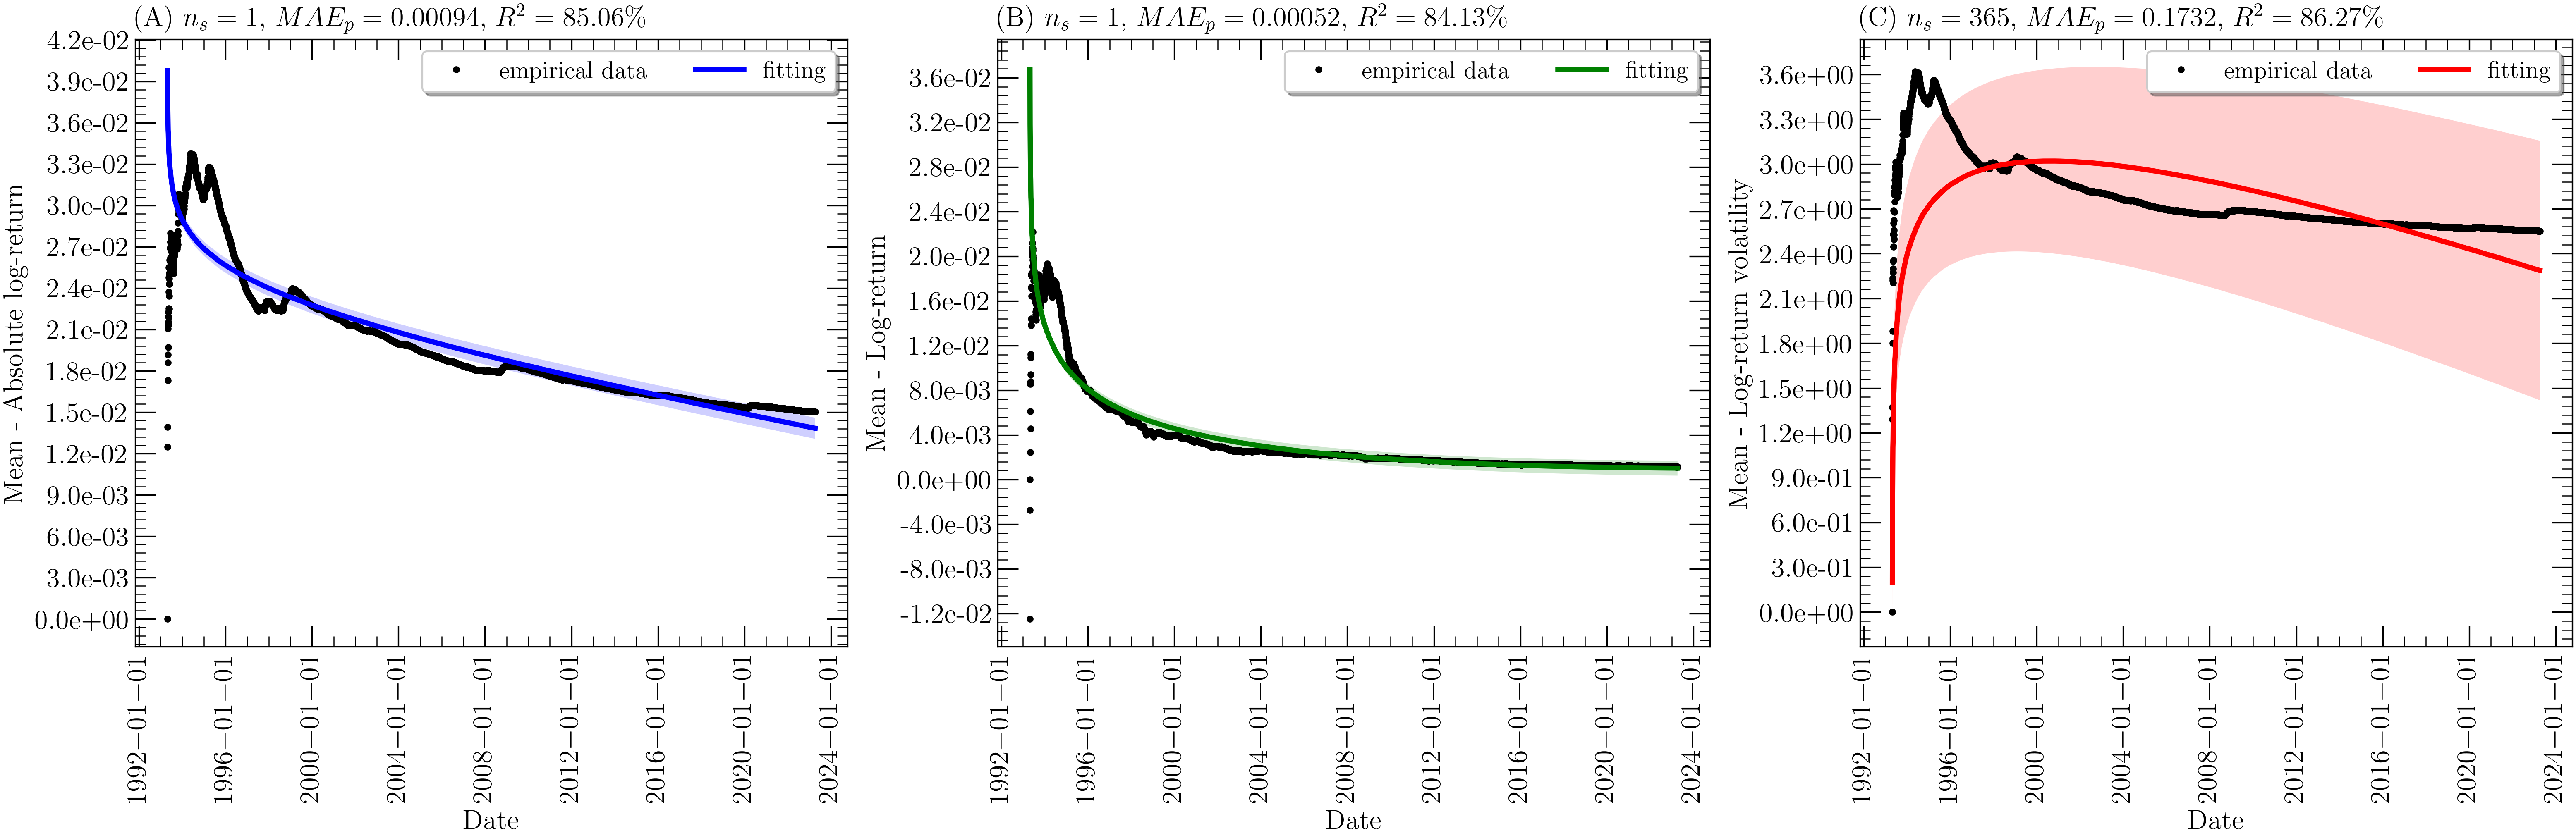 (A) n_s = 1, MAE_p = 0.00094, R² = 85.06%
4.2e-02
3.9e-02
3.6e-02
3.3e-02
3.0e-02
2.7e-02
2.4e-02
2.1e-02
1.8e-02
1.5e-02
1.2e-02
9.0e-03
6.0e-03
3.0e-03
0.0e+00
Mean - Absolute log-return
empirical data
fitting
1992−01−01
1996−01−01
2000−01−01
2004−01−01
2008−01−01
2012−01−01
2016−01−01
2020−01−01
2024−01−01
Date
(B) n_s = 1, MAE_p = 0.00052, R² = 84.13%
3.6e-02
3.2e-02
2.8e-02
2.4e-02
2.0e-02
1.6e-02
1.2e-02
8.0e-03
4.0e-03
0.0e+00
-4.0e-03
-8.0e-03
-1.2e-02
Mean - Log-return
empirical data
fitting
1992−01−01
1996−01−01
2000−01−01
2004−01−01
2008−01−01
2012−01−01
2016−01−01
2020−01−01
2024−01−01
Date
(C) n_s = 365, MAE_p = 0.1732, R² = 86.27%
3.6e+00
3.3e+00
3.0e+00
2.7e+00
2.4e+00
2.1e+00
1.8e+00
1.5e+00
1.2e+00
9.0e-01
6.0e-01
3.0e-01
0.0e+00
Mean - Log-return volatility
empirical data
fitting
1992−01−01
1996−01−01
2000−01−01
2004−01−01
2008−01−01
2012−01−01
2016−01−01
2020−01−01
2024−01−01
Date